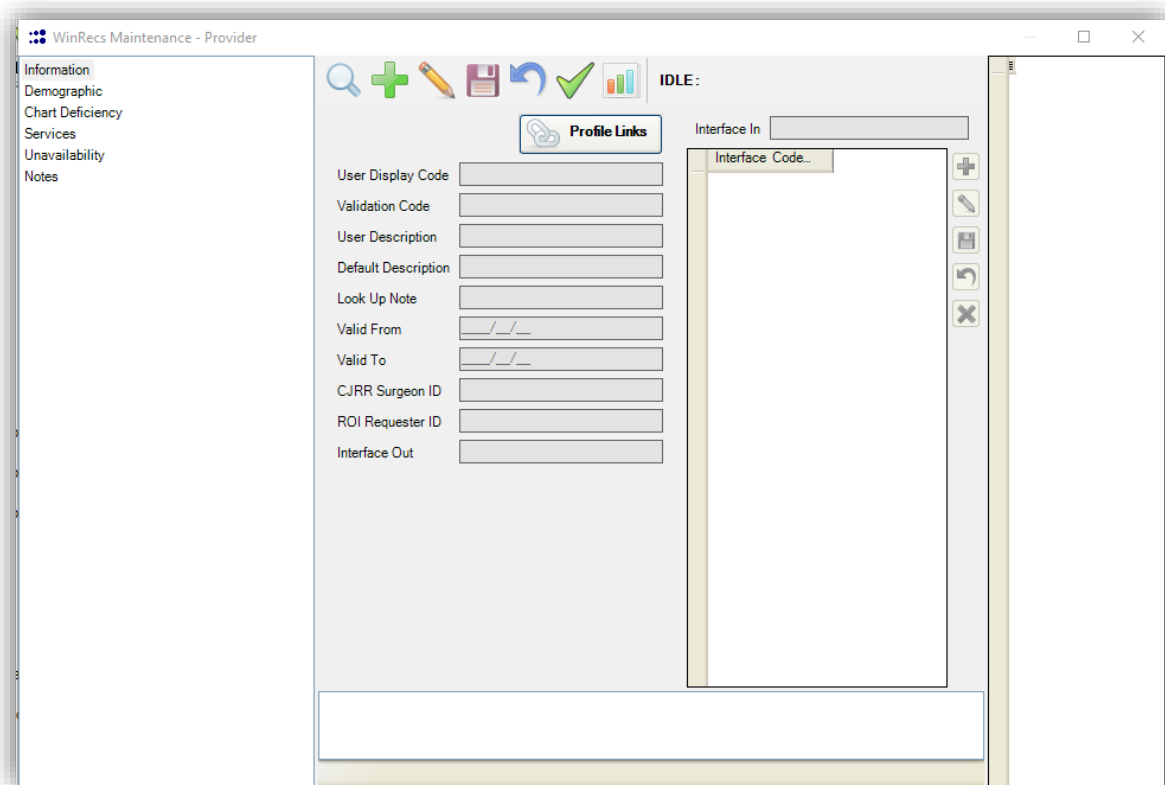 WinRecs Maintenance - Provider
Information
Demographic
Chart Deficiency
Services
Unavailability
Notes
IDLE:
Profile Links
Interface In
Interface Code...
User Display Code
Validation Code
User Description
Default Description
Look Up Note
Valid From ____/__/__
Valid To ____/__/__
CJRR Surgeon ID
ROI Requester ID
Interface Out